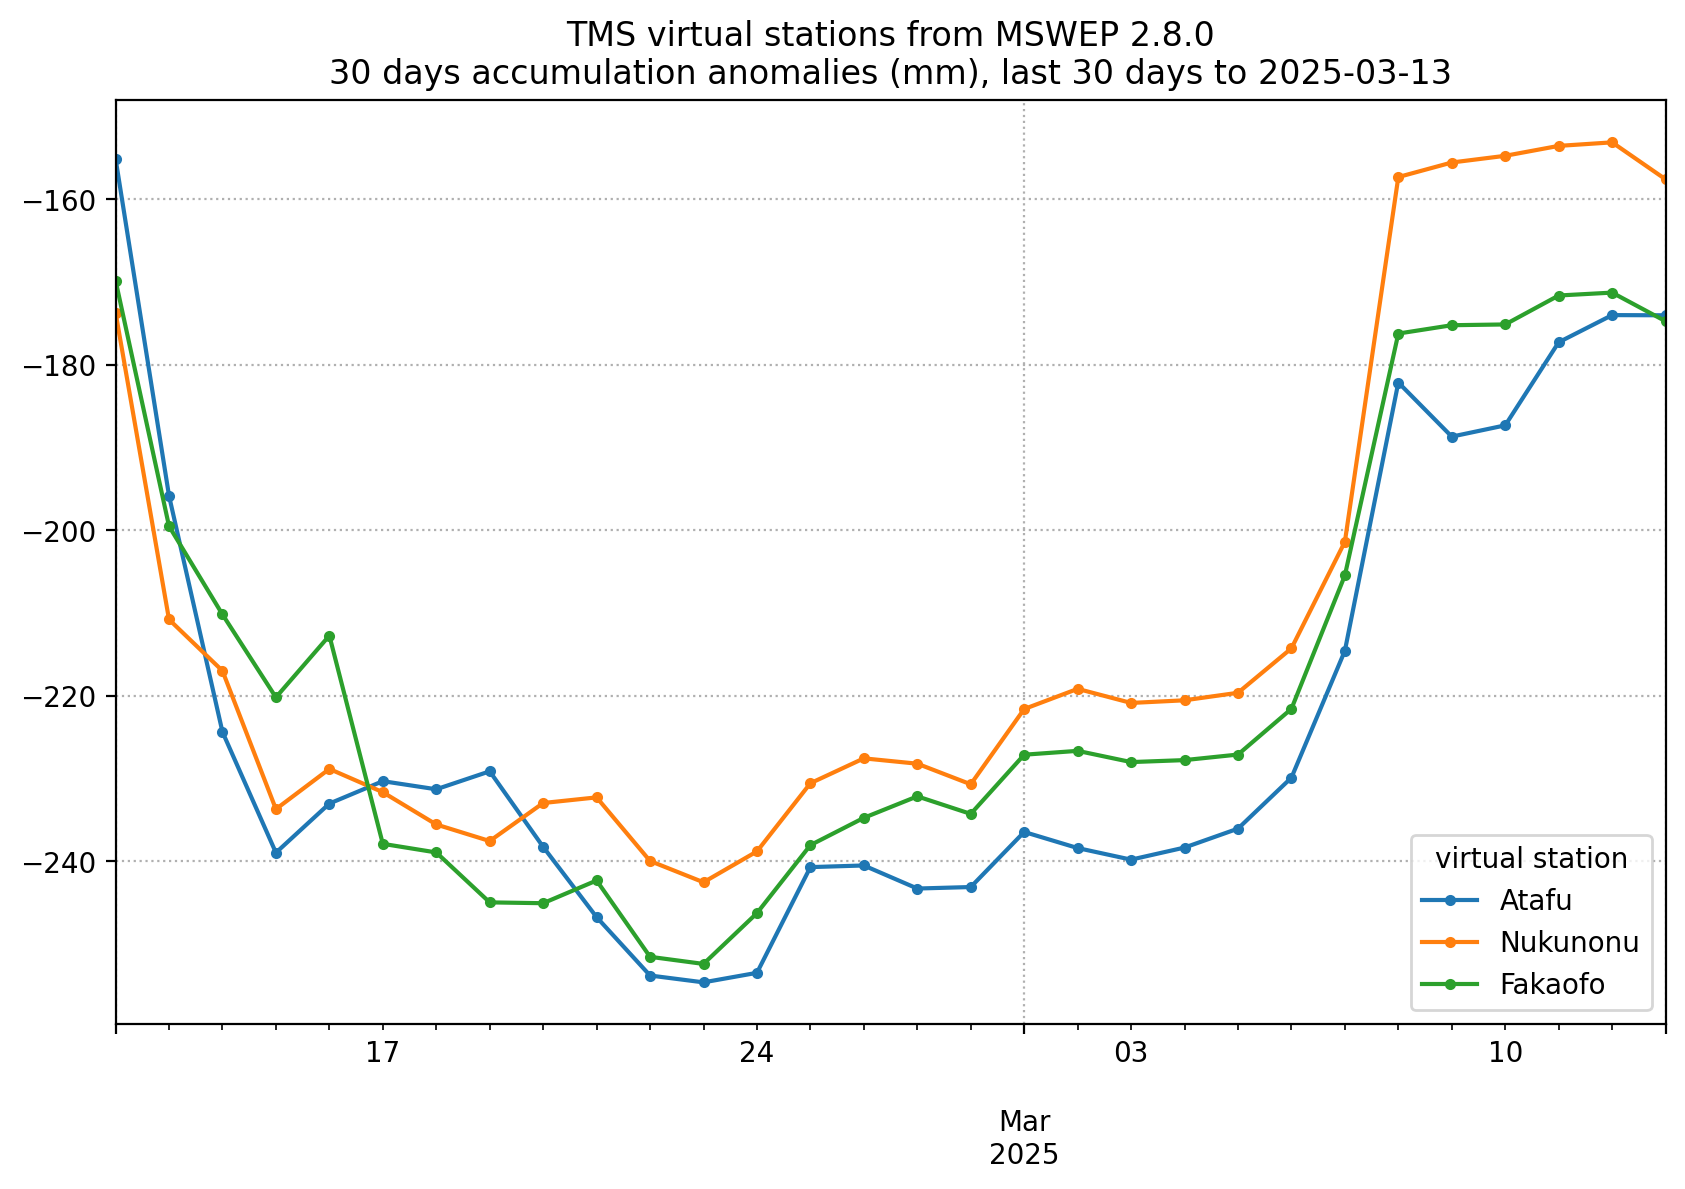 TMS virtual stations from MSWEP 2.8.0
30 days accumulation anomalies (mm), last 30 days to 2025-03-13
−160
−180
−200
−220
−240
virtual station
Atafu
Nukunonu
Fakaofo
17
24
03
10
Mar
2025